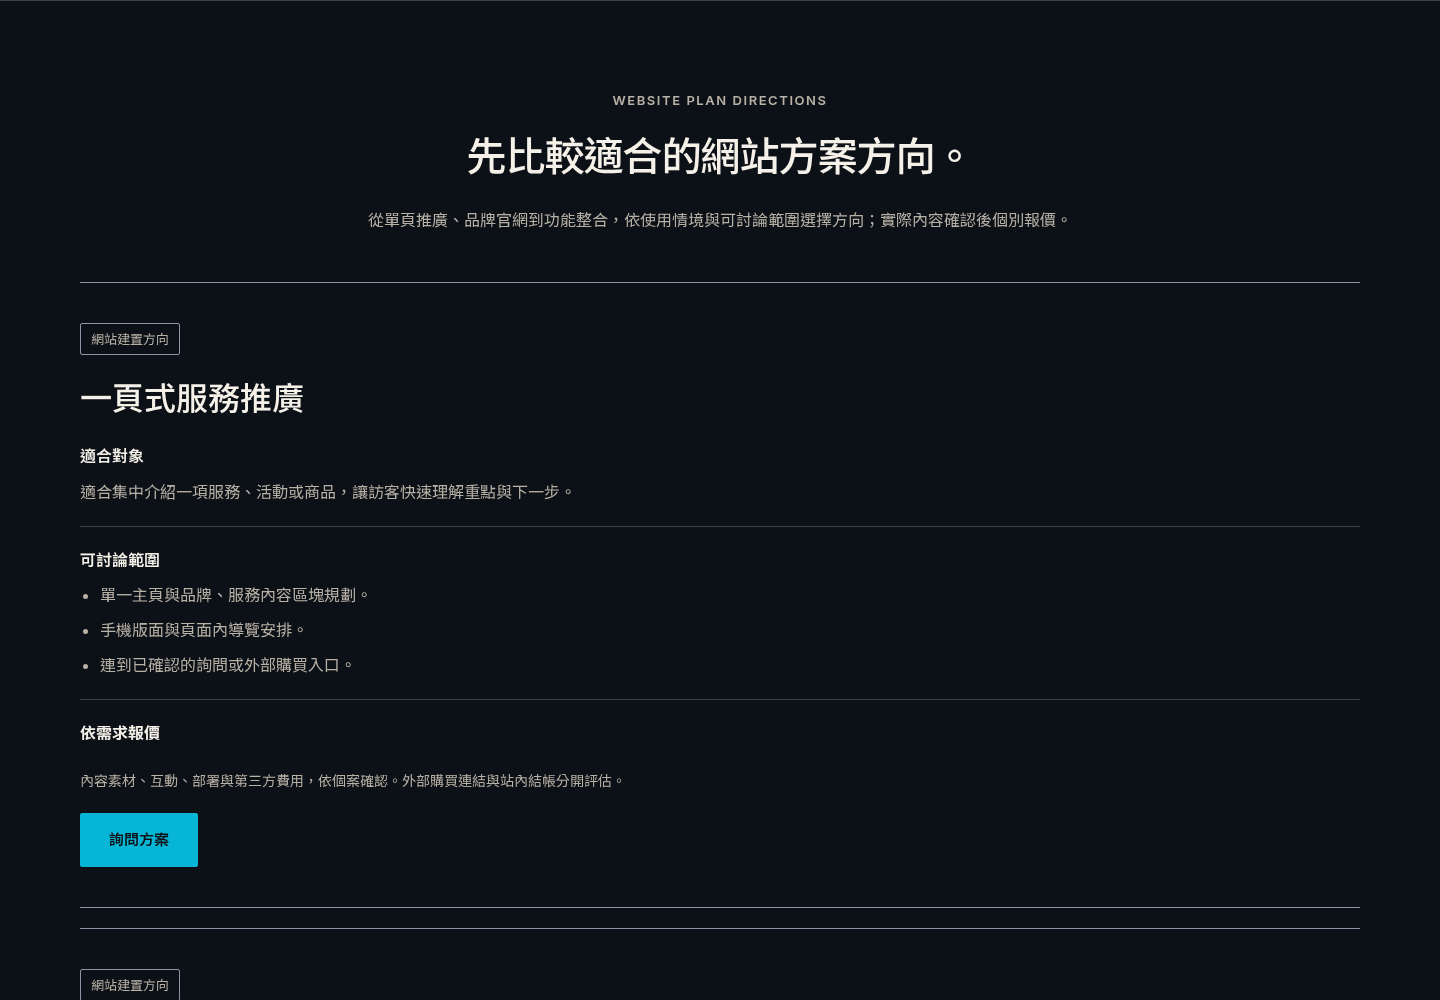 WEBSITE PLAN DIRECTIONS
先比較適合的網站方案方向。
從單頁推廣、品牌官網到功能整合，依使用情境與可討論範圍選擇方向；實際內容確認後個別報價。
網站建置方向
一頁式服務推廣
適合對象
適合集中介紹一項服務、活動或商品，讓訪客快速理解重點與下一步。
可討論範圍
• 單一主頁與品牌、服務內容區塊規劃。
• 手機版面與頁面內導覽安排。
• 連到已確認的詢問或外部購買入口。
依需求報價
內容素材、互動、部署與第三方費用，依個案確認。外部購買連結與站內結帳分開評估。
詢問方案
網站建置方向